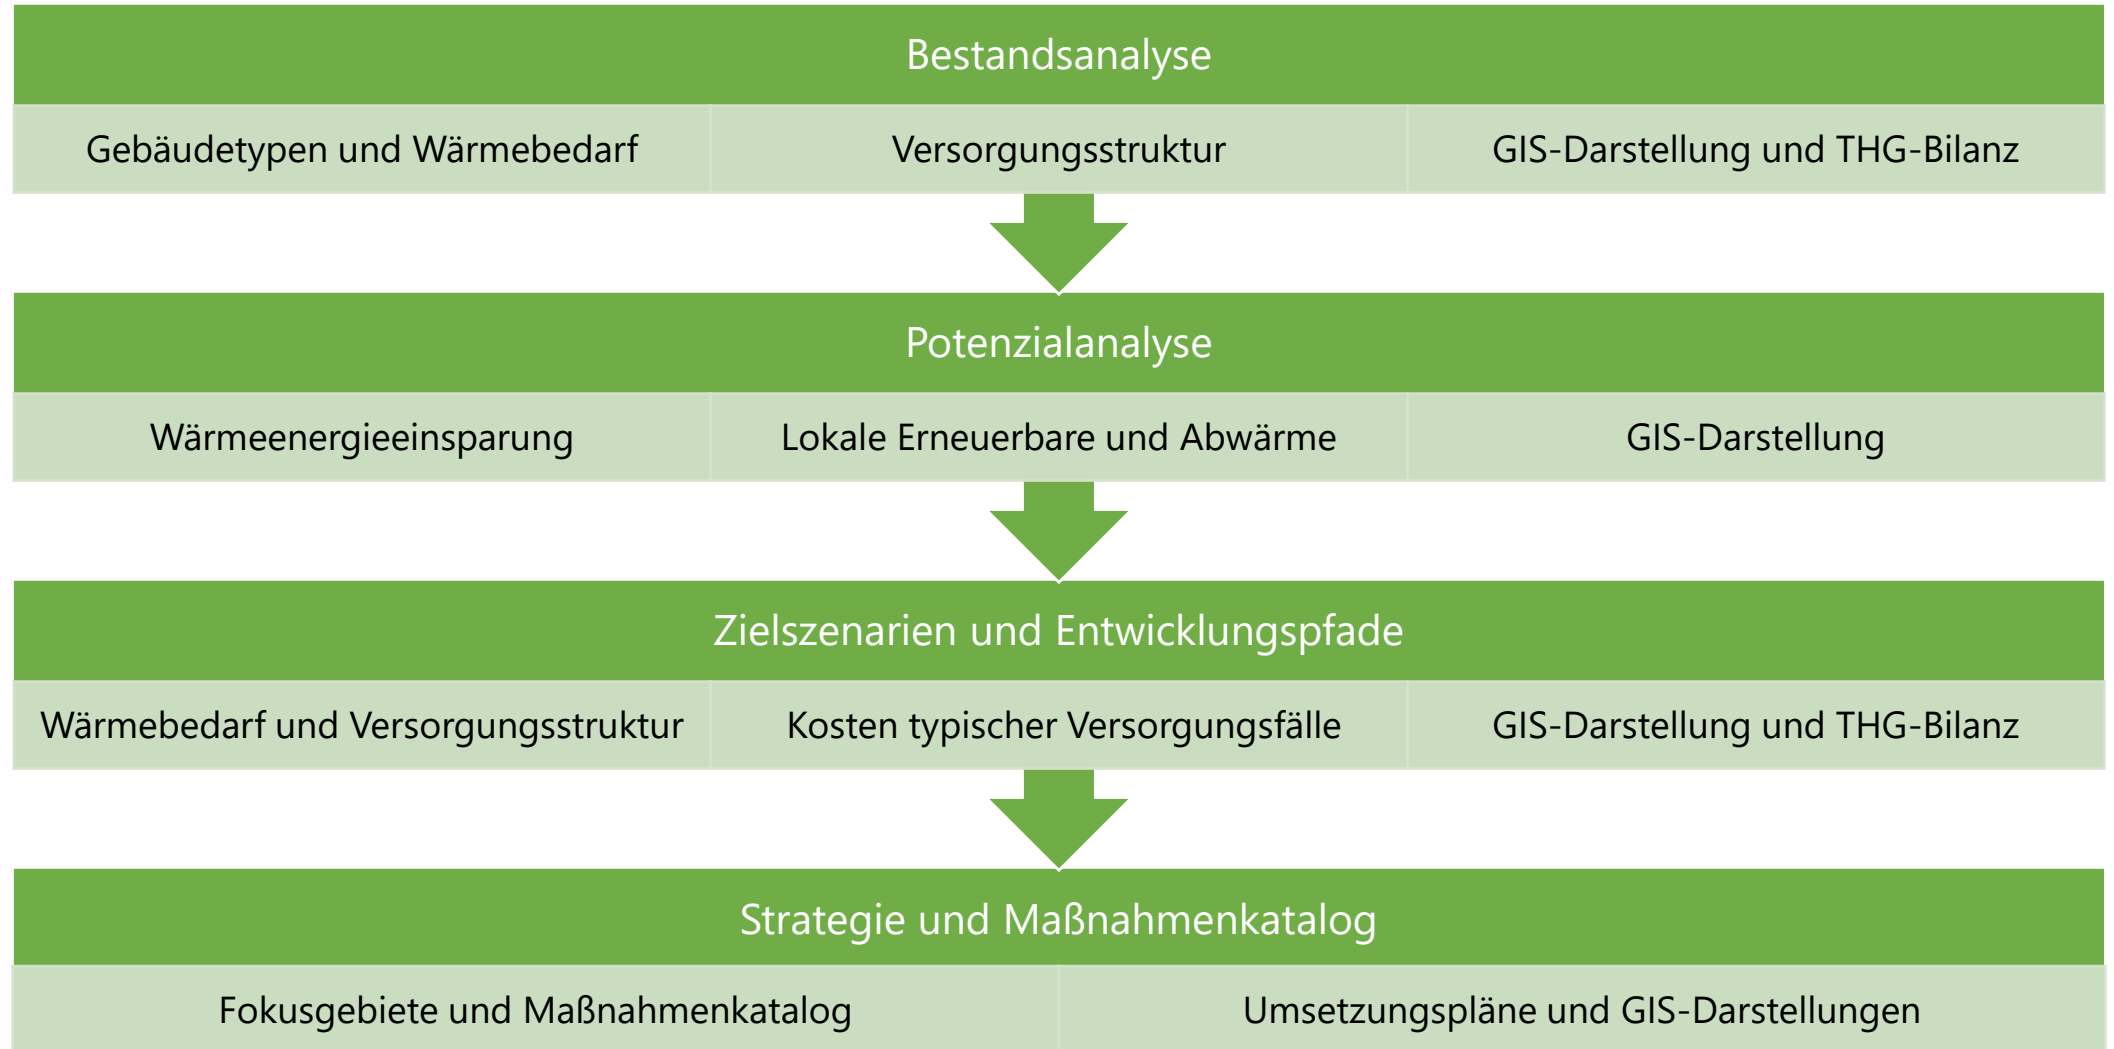 Bestandsanalyse
Gebäudetypen und Wärmebedarf
Versorgungsstruktur
GIS-Darstellung und THG-Bilanz
Potenzialanalyse
Wärmeenergieeinsparung
Lokale Erneuerbare und Abwärme
GIS-Darstellung
Zielszenarien und Entwicklungspfade
Wärmebedarf und Versorgungsstruktur
Kosten typischer Versorgungsfälle
GIS-Darstellung und THG-Bilanz
Strategie und Maßnahmenkatalog
Fokusgebiete und Maßnahmenkatalog
Umsetzungspläne und GIS-Darstellungen